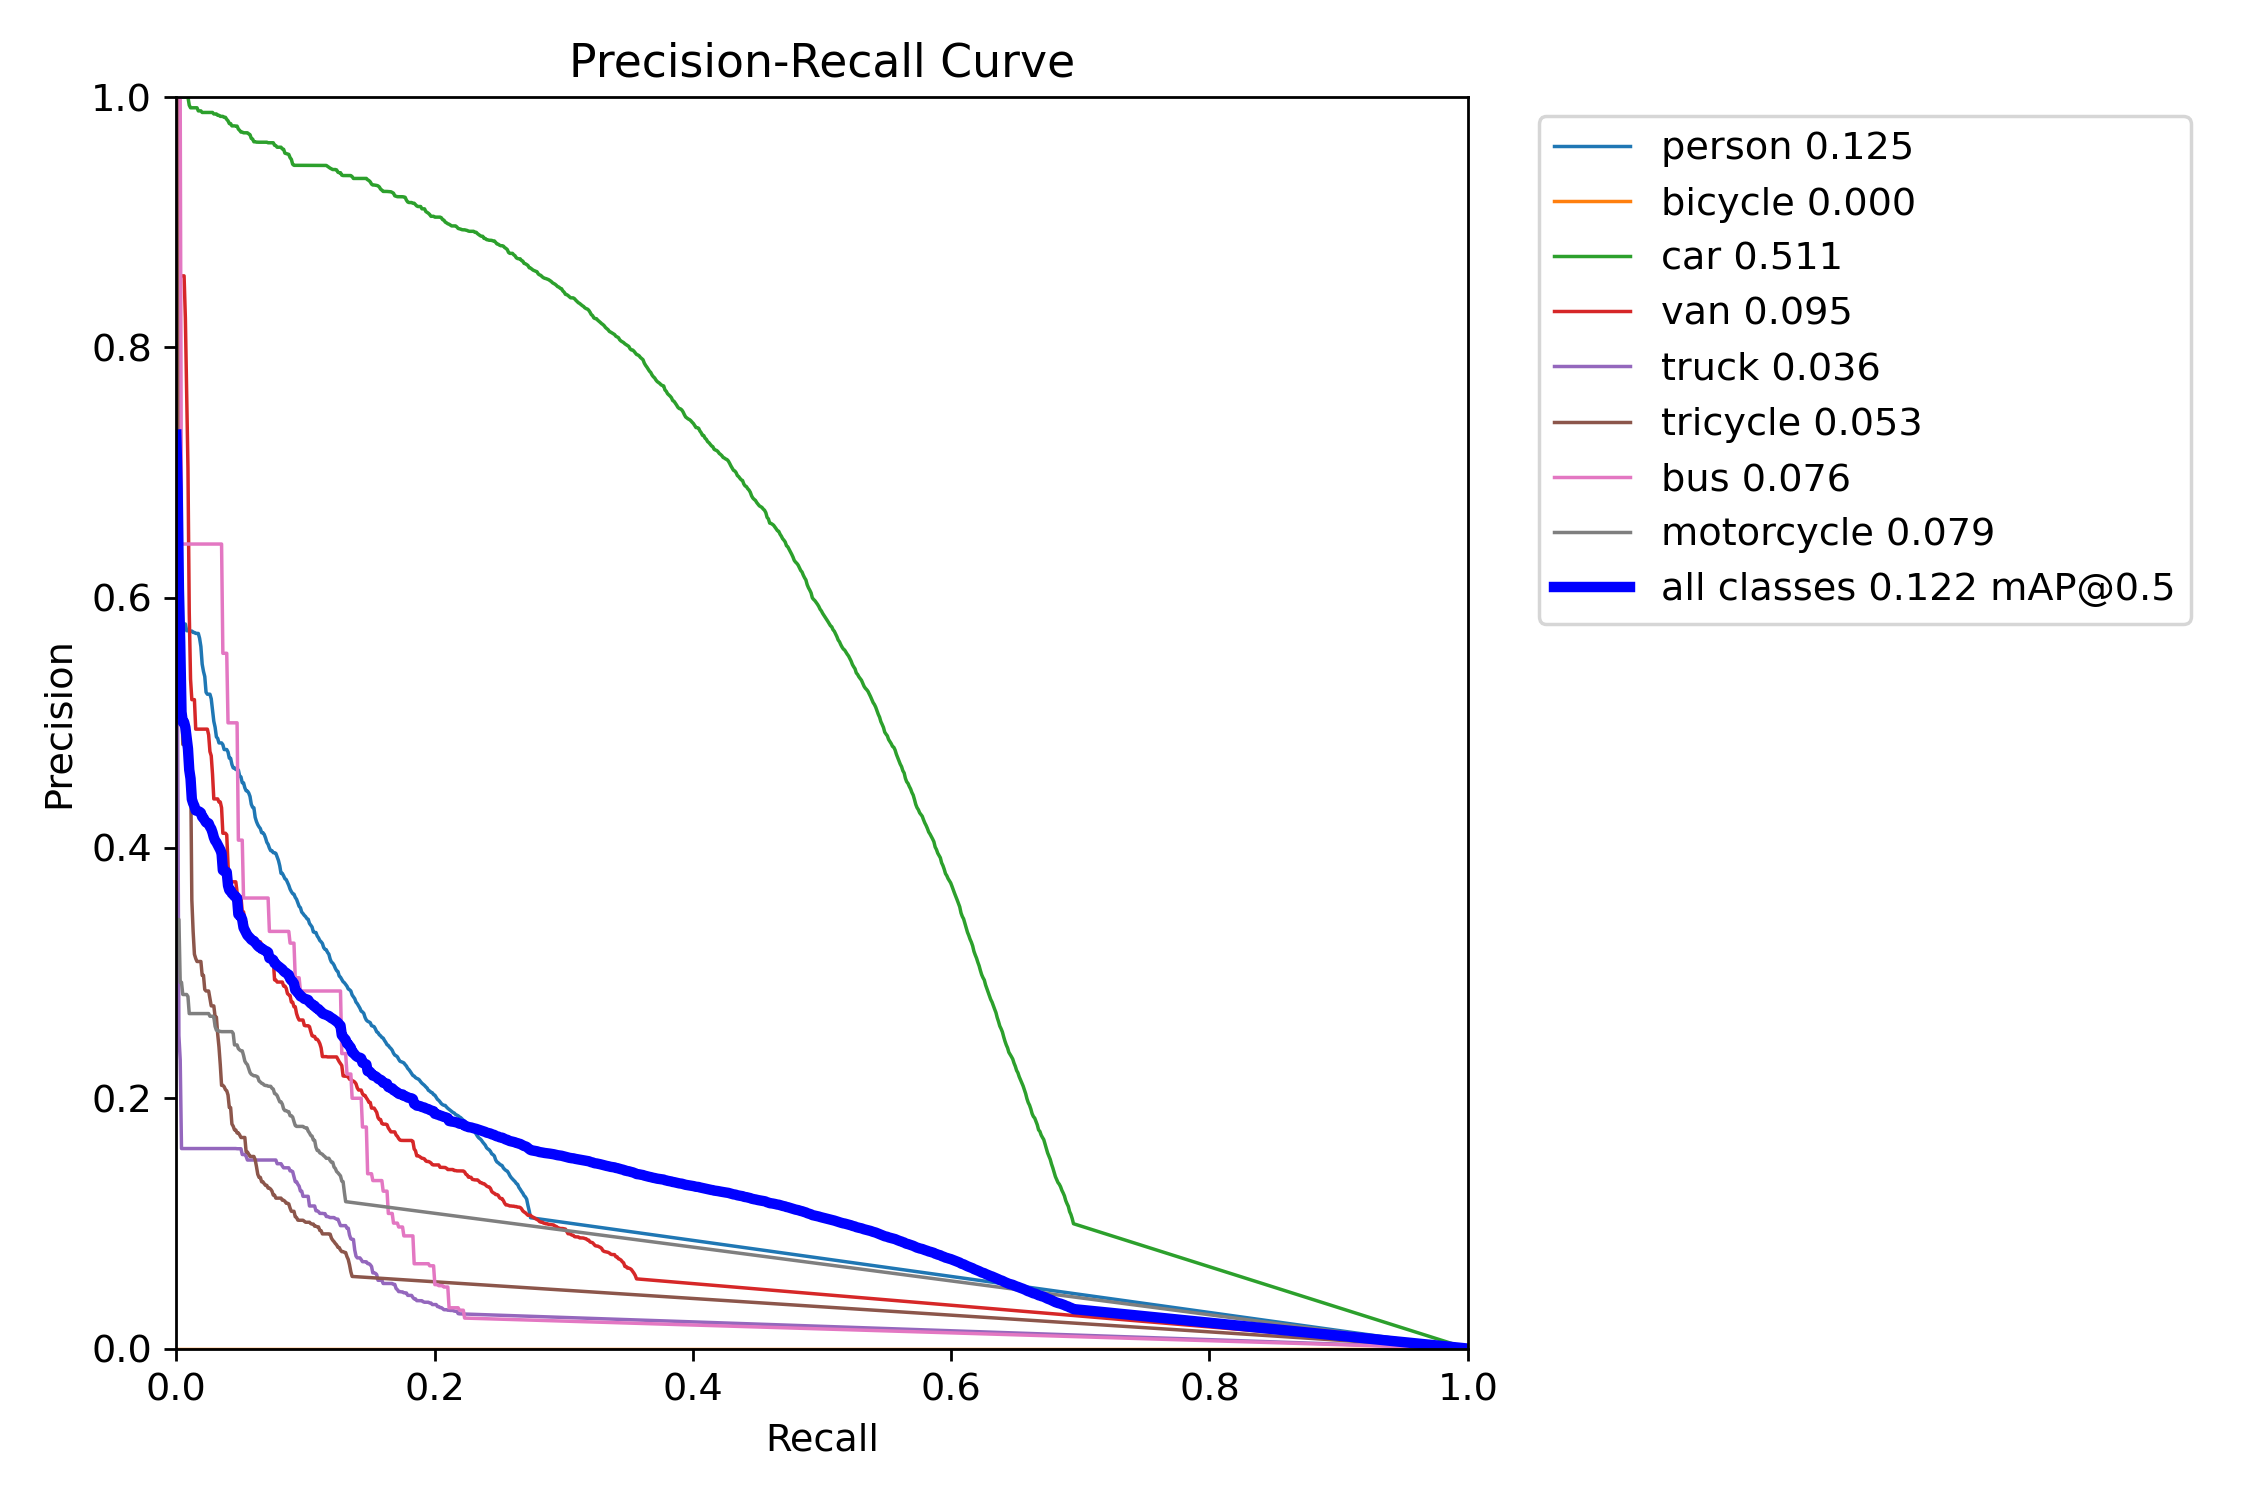 Precision-Recall Curve
1.0
0.8
0.6
0.4
0.2
0.0
Precision
0.0 0.2 0.4 0.6 0.8 1.0
Recall
person 0.125
bicycle 0.000
car 0.511
van 0.095
truck 0.036
tricycle 0.053
bus 0.076
motorcycle 0.079
all classes 0.122 mAP@0.5